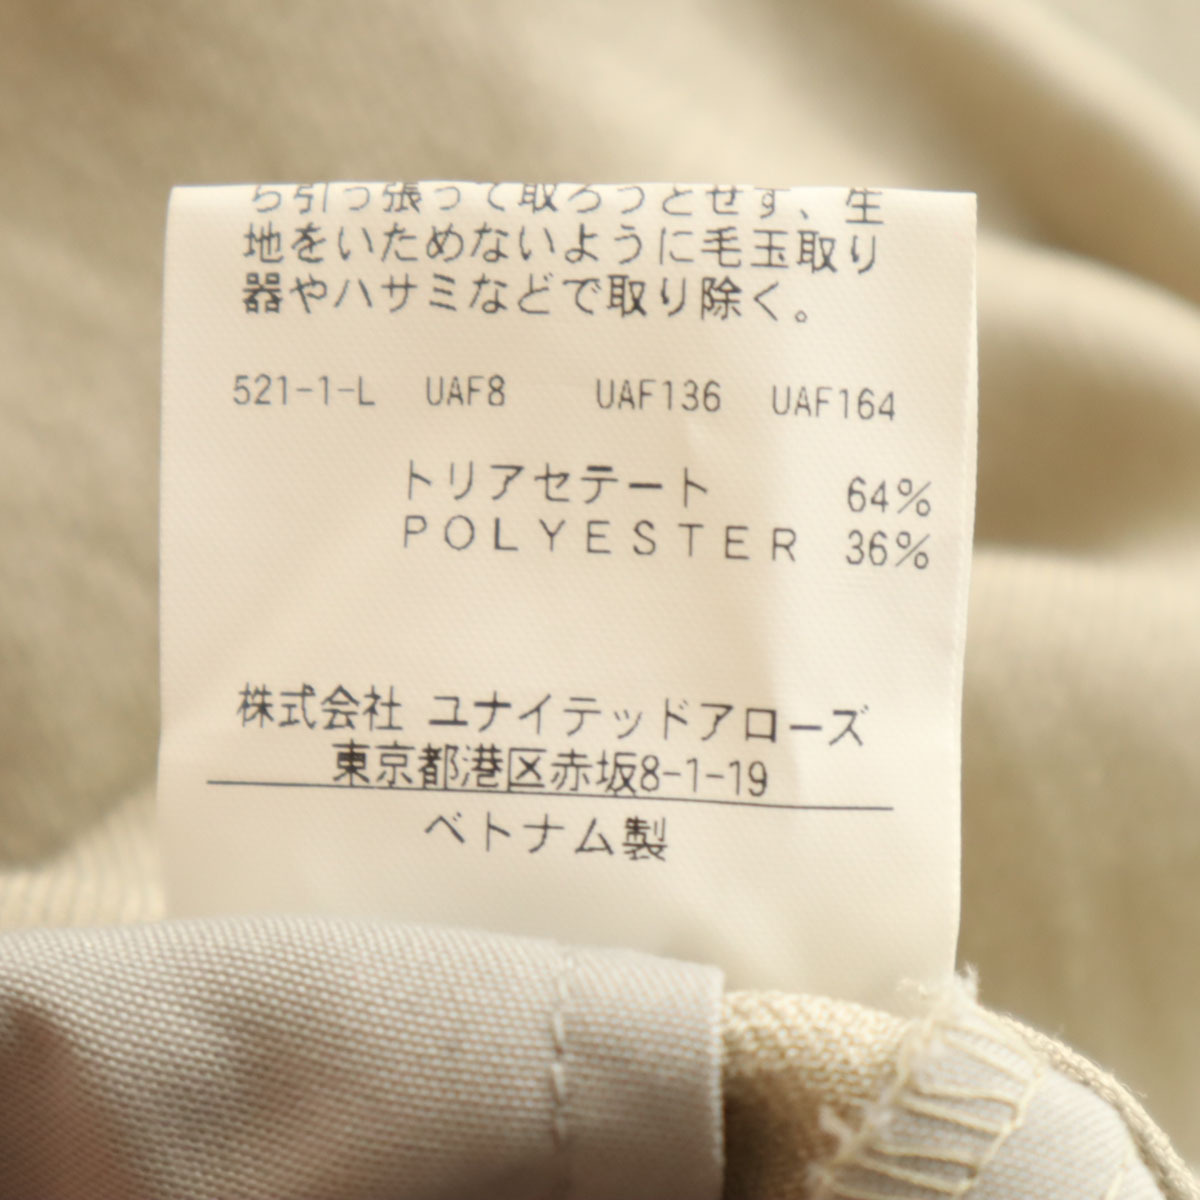 ら引っ張って取ろうとせず、生
地をいためないように毛玉取り
器やハサミなどで取り除く。
521-1-L UAF8 UAF136 UAF164
トリアセテート 64%
POLYESTER 36%
株式会社 ユナイテッドアローズ
東京都港区赤坂8-1-19
ベトナム製